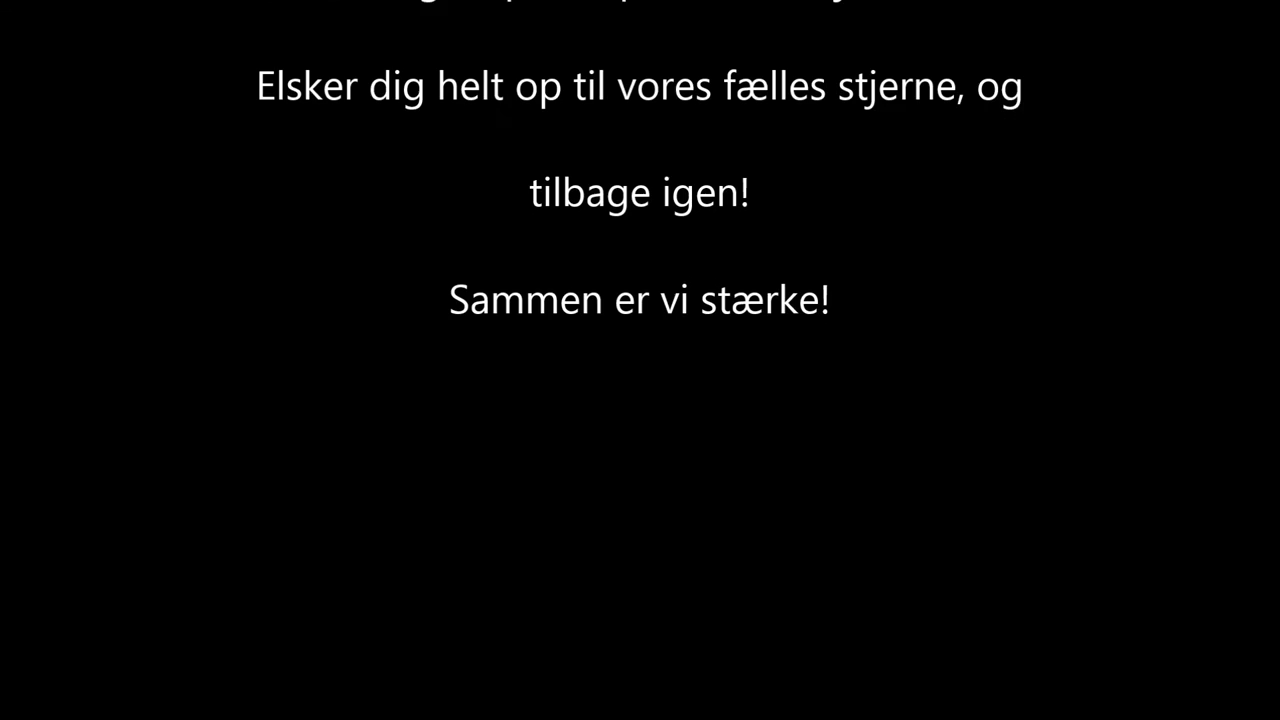 Elsker dig helt op til vores fælles stjerne, og
tilbage igen!
Sammen er vi stærke!